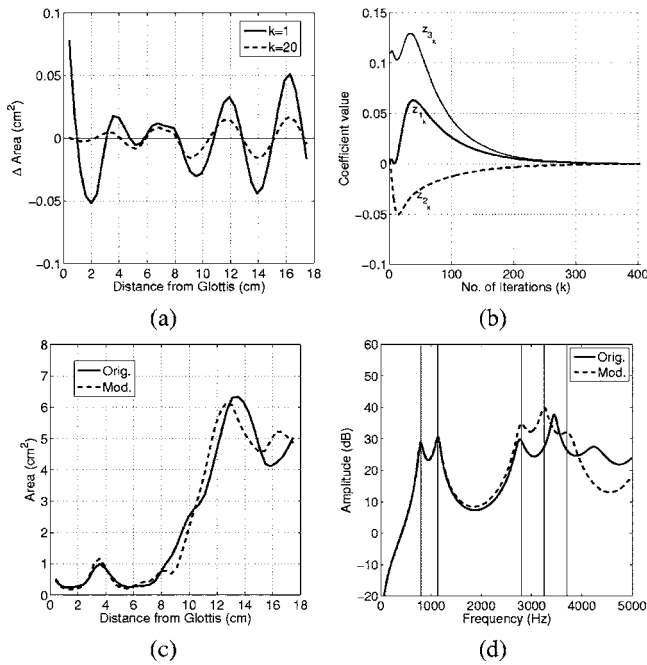 0.1
0.05
0
−0.05
−0.1
Δ Area (cm²)
k=1
k=20
0 2 4 6 8 10 12 14 16 18
Distance from Glottis (cm)
(a)
0.15
0.1
0.05
0
−0.05
−0.1
Coefficient value
z3k
z1k
z2k
0 100 200 300 400
No. of Iterations (k)
(b)
8
7
6
5
4
3
2
1
0
Area (cm²)
Orig.
Mod.
0 2 4 6 8 10 12 14 16 18
Distance from Glottis (cm)
(c)
60
50
40
30
20
10
0
−10
−20
Amplitude (dB)
Orig.
Mod.
0 1000 2000 3000 4000 5000
Frequency (Hz)
(d)